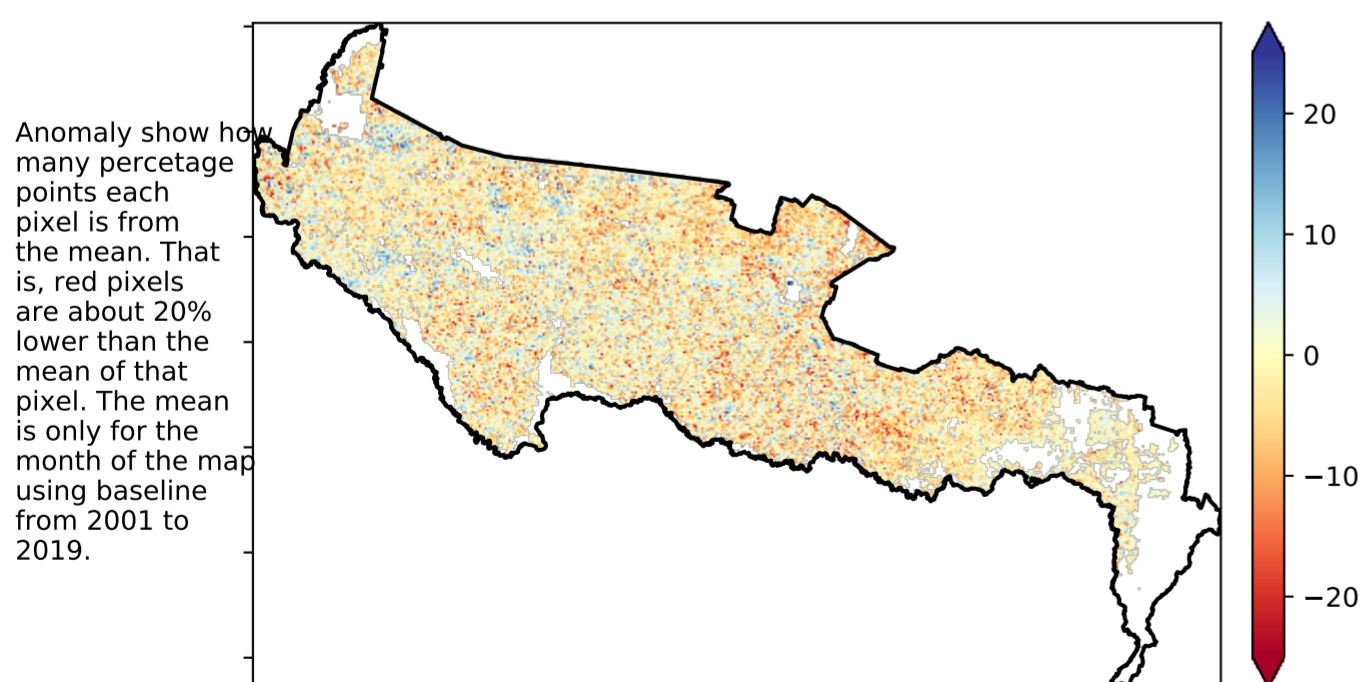 Anomaly show how
many percetage
points each
pixel is from
the mean. That
is, red pixels
are about 20%
lower than the
mean of that
pixel. The mean
is only for the
month of the map
using baseline
from 2001 to
2019.
20
10
0
−10
−20